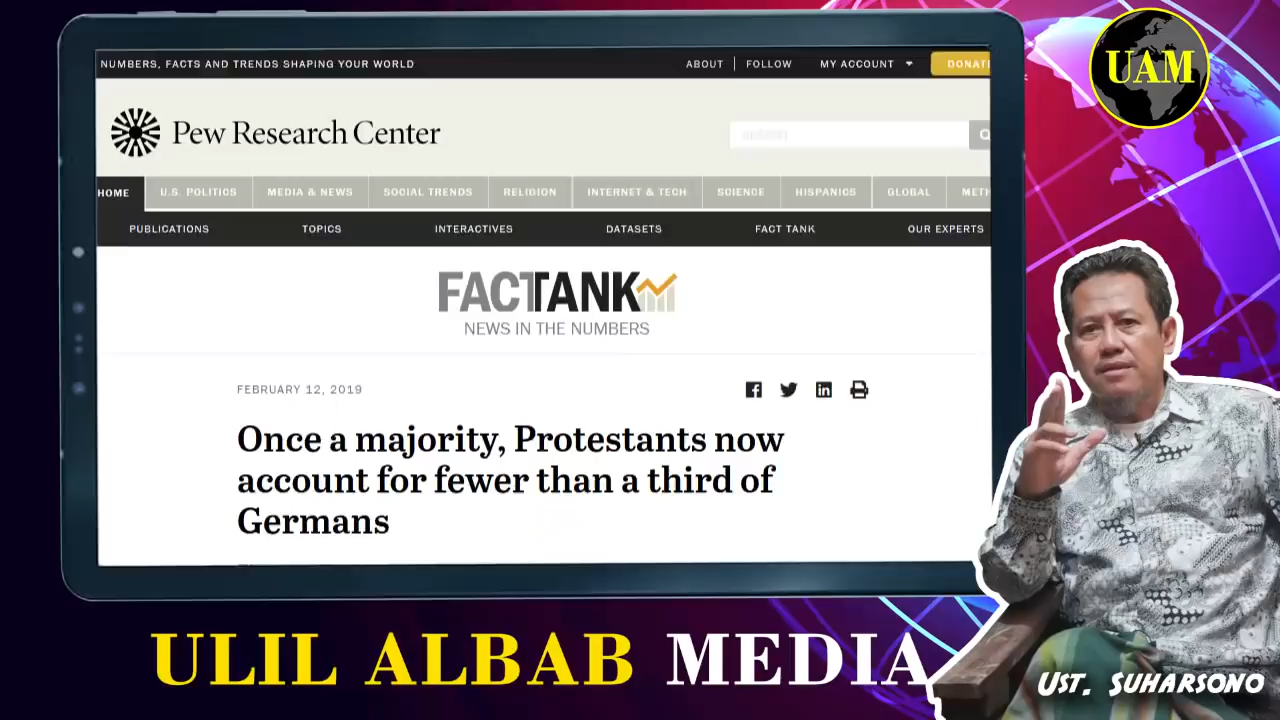 NUMBERS, FACTS AND TRENDS SHAPING YOUR WORLD
ABOUT FOLLOW MY ACCOUNT DONATE
UAM
Pew Research Center
HOME U.S. POLITICS MEDIA & NEWS SOCIAL TRENDS RELIGION INTERNET & TECH SCIENCE HISPANICS GLOBAL METH
PUBLICATIONS TOPICS INTERACTIVES DATASETS FACT TANK OUR EXPERTS
FACTTANK
NEWS IN THE NUMBERS
FEBRUARY 12, 2019
Once a majority, Protestants now
account for fewer than a third of
Germans
ULIL ALBAB MEDIA
UST. SUHARSONO